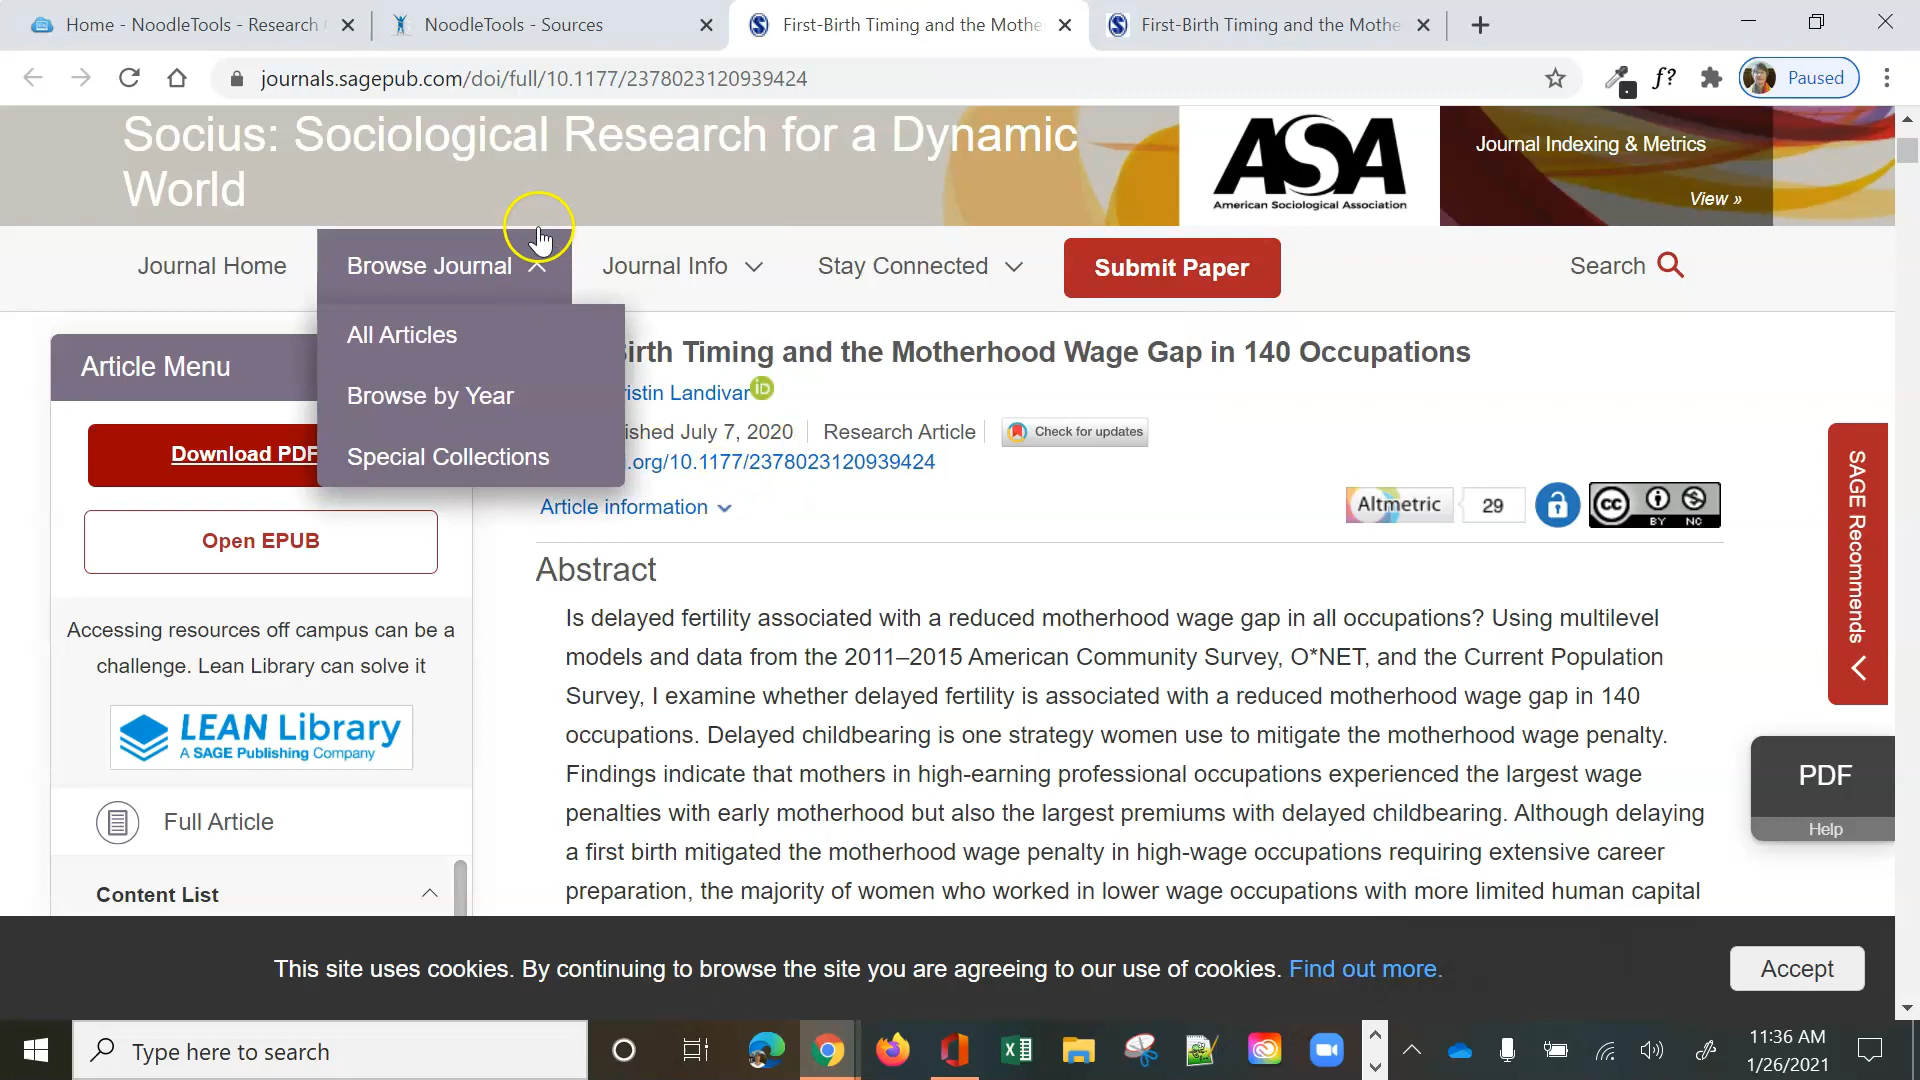 Home - NoodleTools - Research
NoodleTools - Sources
First-Birth Timing and the Mothe
First-Birth Timing and the Mothe
journals.sagepub.com/doi/full/10.1177/2378023120939424
f?
Paused
Socius: Sociological Research for a Dynamic
World
ASA
American Sociological Association
Journal Indexing & Metrics
View »
Journal Home
Browse Journal
Journal Info
Stay Connected
Submit Paper
Search
All Articles
Browse by Year
Special Collections
Article Menu
Download PDF
Open EPUB
Accessing resources off campus can be a
challenge. Lean Library can solve it
LEAN Library
A SAGE Publishing Company
Full Article
Content List
Birth Timing and the Motherhood Wage Gap in 140 Occupations
ristin Landivar iD
ished July 7, 2020 Research Article Check for updates
.org/10.1177/2378023120939424
Article information
Altmetric 29
cc BY NC
Abstract
Is delayed fertility associated with a reduced motherhood wage gap in all occupations? Using multilevel
models and data from the 2011–2015 American Community Survey, O*NET, and the Current Population
Survey, I examine whether delayed fertility is associated with a reduced motherhood wage gap in 140
occupations. Delayed childbearing is one strategy women use to mitigate the motherhood wage penalty.
Findings indicate that mothers in high-earning professional occupations experienced the largest wage
penalties with early motherhood but also the largest premiums with delayed childbearing. Although delaying
a first birth mitigated the motherhood wage penalty in high-wage occupations requiring extensive career
preparation, the majority of women who worked in lower wage occupations with more limited human capital
SAGE Recommends
PDF
Help
This site uses cookies. By continuing to browse the site you are agreeing to our use of cookies. Find out more.
Accept
Type here to search
11:36 AM
1/26/2021